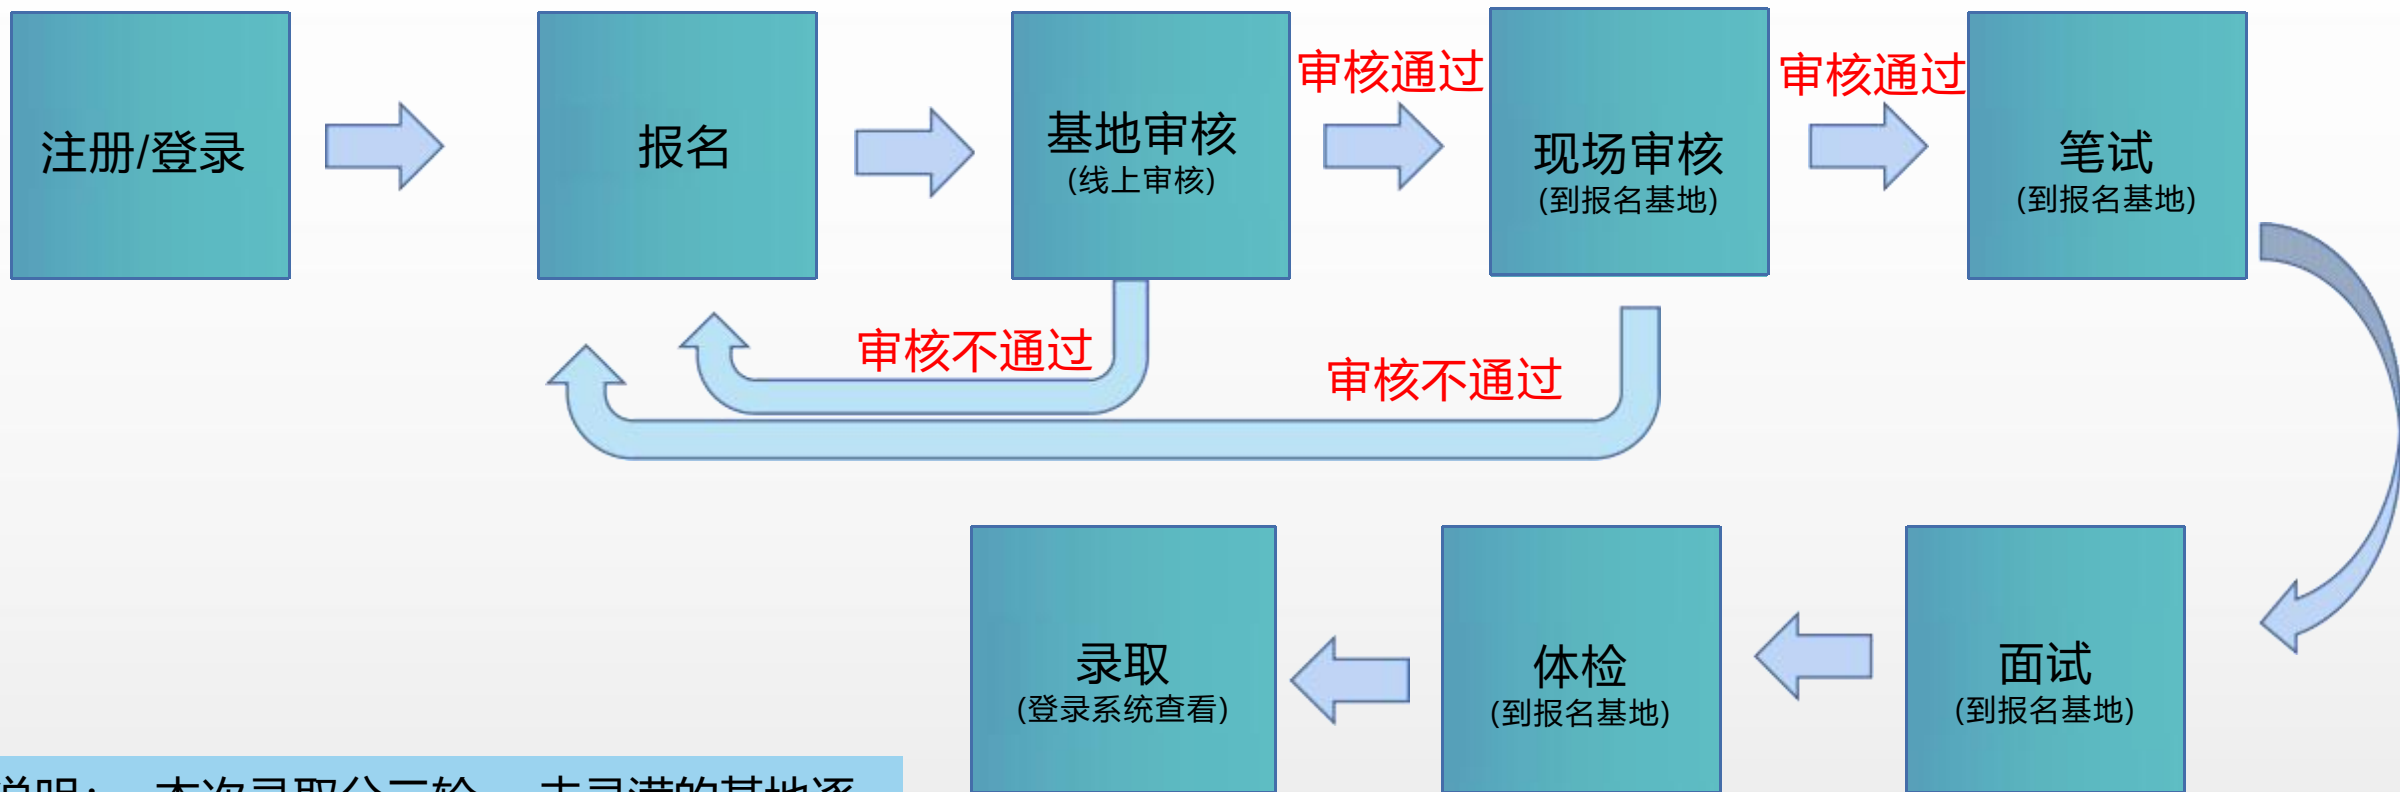 注册/登录
报名
基地审核
(线上审核)
审核通过
现场审核
(到报名基地)
审核通过
笔试
(到报名基地)
审核不通过
审核不通过
录取
(登录系统查看)
体检
(到报名基地)
面试
(到报名基地)